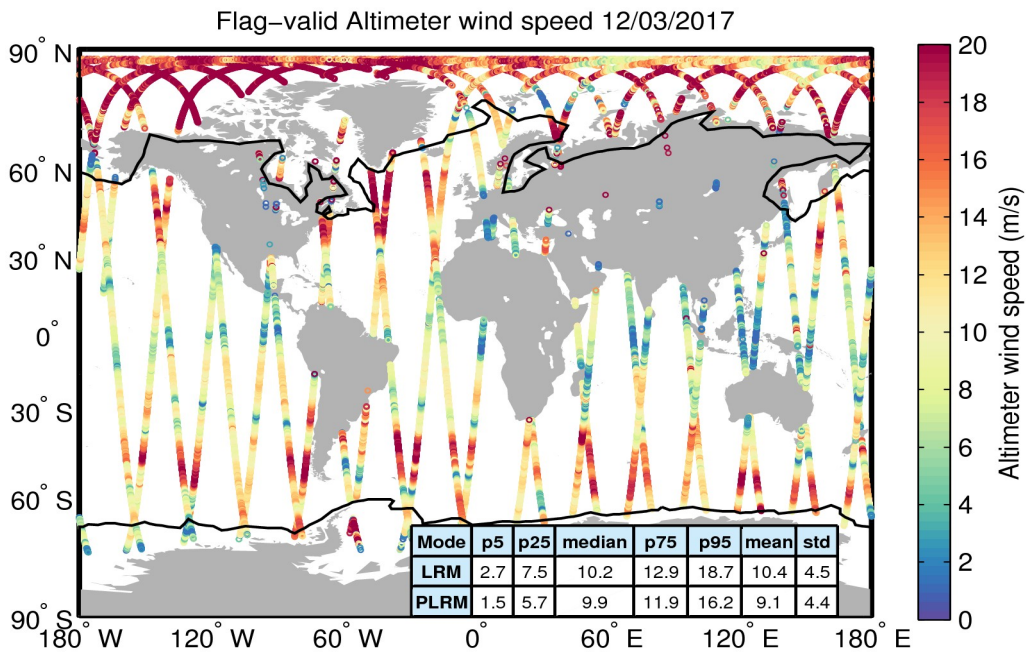 Flag−valid Altimeter wind speed 12/03/2017
90° N
60° N
30° N
0°
30° S
60° S
90° S
180° W
120° W
60° W
0°
60° E
120° E
180° E
Mode p5 p25 median p75 p95 mean std
LRM 2.7 7.5 10.2 12.9 18.7 10.4 4.5
PLRM 1.5 5.7 9.9 11.9 16.2 9.1 4.4
20
18
16
14
12
10
8
6
4
2
0
Altimeter wind speed (m/s)